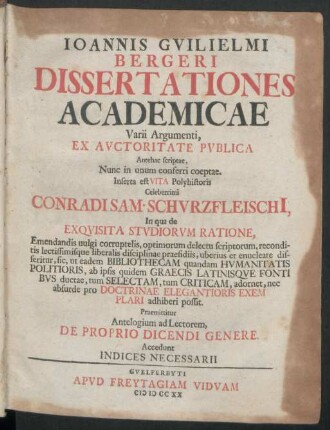 IOANNIS GVILIELMI
BERGERI
DISSERTATIONES
ACADEMICAE
Varii Argumenti,
EX AVCTORITATE PVBLICA
Antehac scriptae,
Nunc in unum conferri coeptae.
Inserta est VITA Polyhistoris
Celeberrimi
CONRADI SAM. SCHVRZFLEISCHI,
In qua de
EXQVISITA STVDIORVM RATIONE,
Emendandis vulgi corruptelis, optimorum delectu scriptorum, recondi-
tis lectissimisque liberalis disciplinae praesidiis, uberius et enucleate dis-
seritur, sic, ut eadem BIBLIOTHECAM quandam HVMANITATIS
POLITIORIS, ab ipsis quidem GRAECIS LATINISQVE FONTI
BVS ductae, tum SELECTAM, tum CRITICAM, adornet, nec
absurde pro DOCTRINAE ELEGANTIORIS EXEM
PLARI adhiberi possit.
Praemittitur
Antelogium ad Lectorem,
DE PROPRIO DICENDI GENERE.
Accedunt
INDICES NECESSARII
GVELFERBYTI
APVD FREYTAGIAM VIDVAM
CIƆ IƆ CC XX